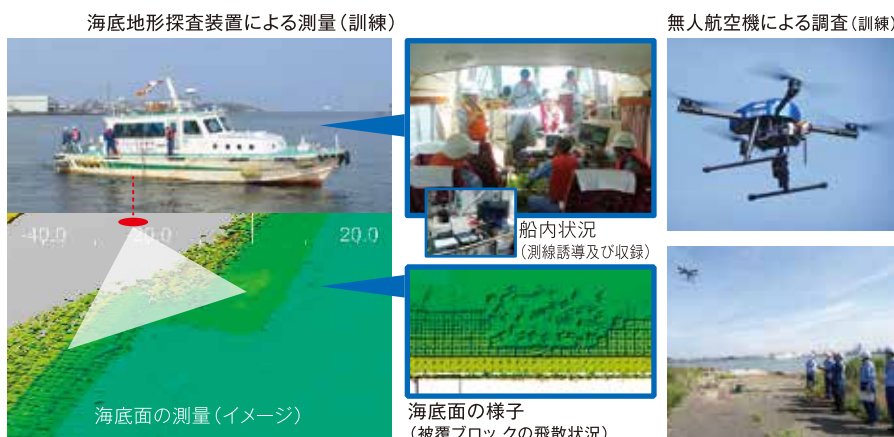 海底地形探査装置による測量（訓練）
無人航空機による調査（訓練）
船内状況
（測線誘導及び収録）
-40.0
-20.0
20.0
海底面の測量（イメージ）
海底面の様子
（被覆ブロックの飛散状況）